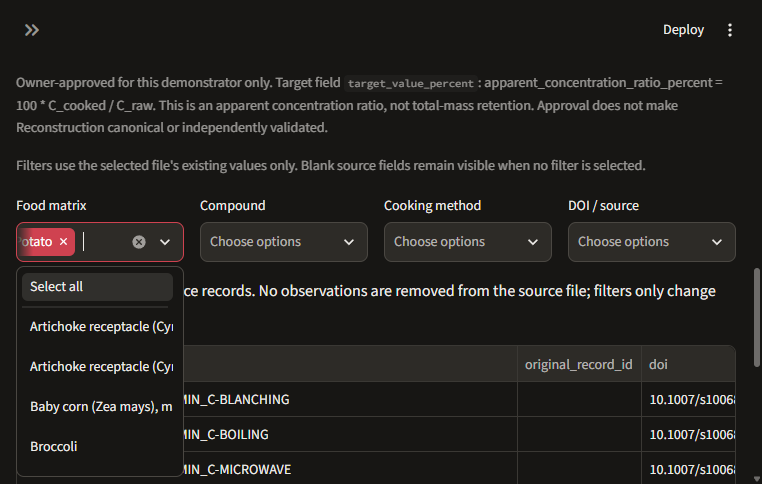 Deploy
Owner-approved for this demonstrator only. Target field target_value_percent : apparent_concentration_ratio_percent =
100 * C_cooked / C_raw. This is an apparent concentration ratio, not total-mass retention. Approval does not make
Reconstruction canonical or independently validated.
Filters use the selected file's existing values only. Blank source fields remain visible when no filter is selected.
Food matrix
Compound
Cooking method
DOI / source
otato
Choose options
Choose options
Choose options
Select all
ce records. No observations are removed from the source file; filters only change
Artichoke receptacle (Cyn
Artichoke receptacle (Cyn
Baby corn (Zea mays), m
Broccoli
original_record_id
doi
MIN_C-BLANCHING
10.1007/s1006
MIN_C-BOILING
10.1007/s1006
MIN_C-MICROWAVE
10.1007/s1006